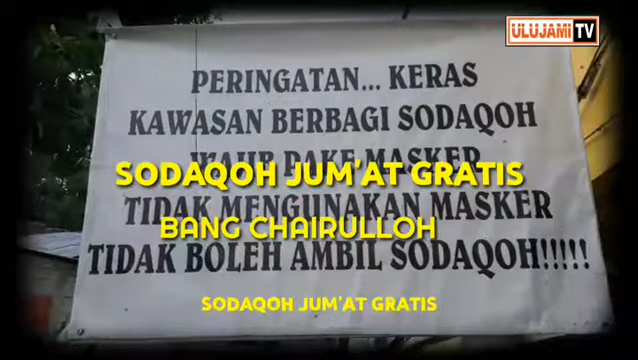 ULUJAMI TV
PERINGATAN... KERAS
KAWASAN BERBAGI SODAQOH
WAJIB PAKE MASKER
SODAQOH JUM'AT GRATIS
TIDAK MENGUNAKAN MASKER
BANG CHAIRULLOH
TIDAK BOLEH AMBIL SODAQOH!!!!!
SODAQOH JUM'AT GRATIS